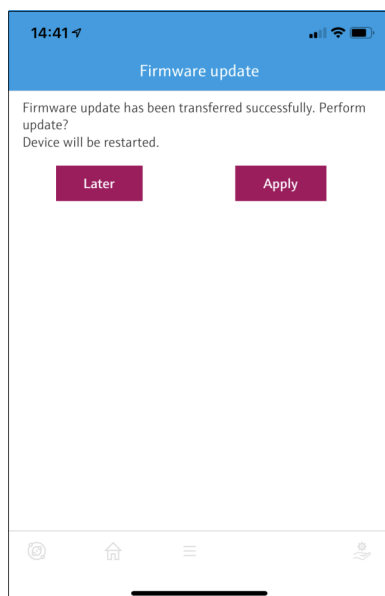 14:41
Firmware update
Firmware update has been transferred successfully. Perform
update?
Device will be restarted.
Later
Apply